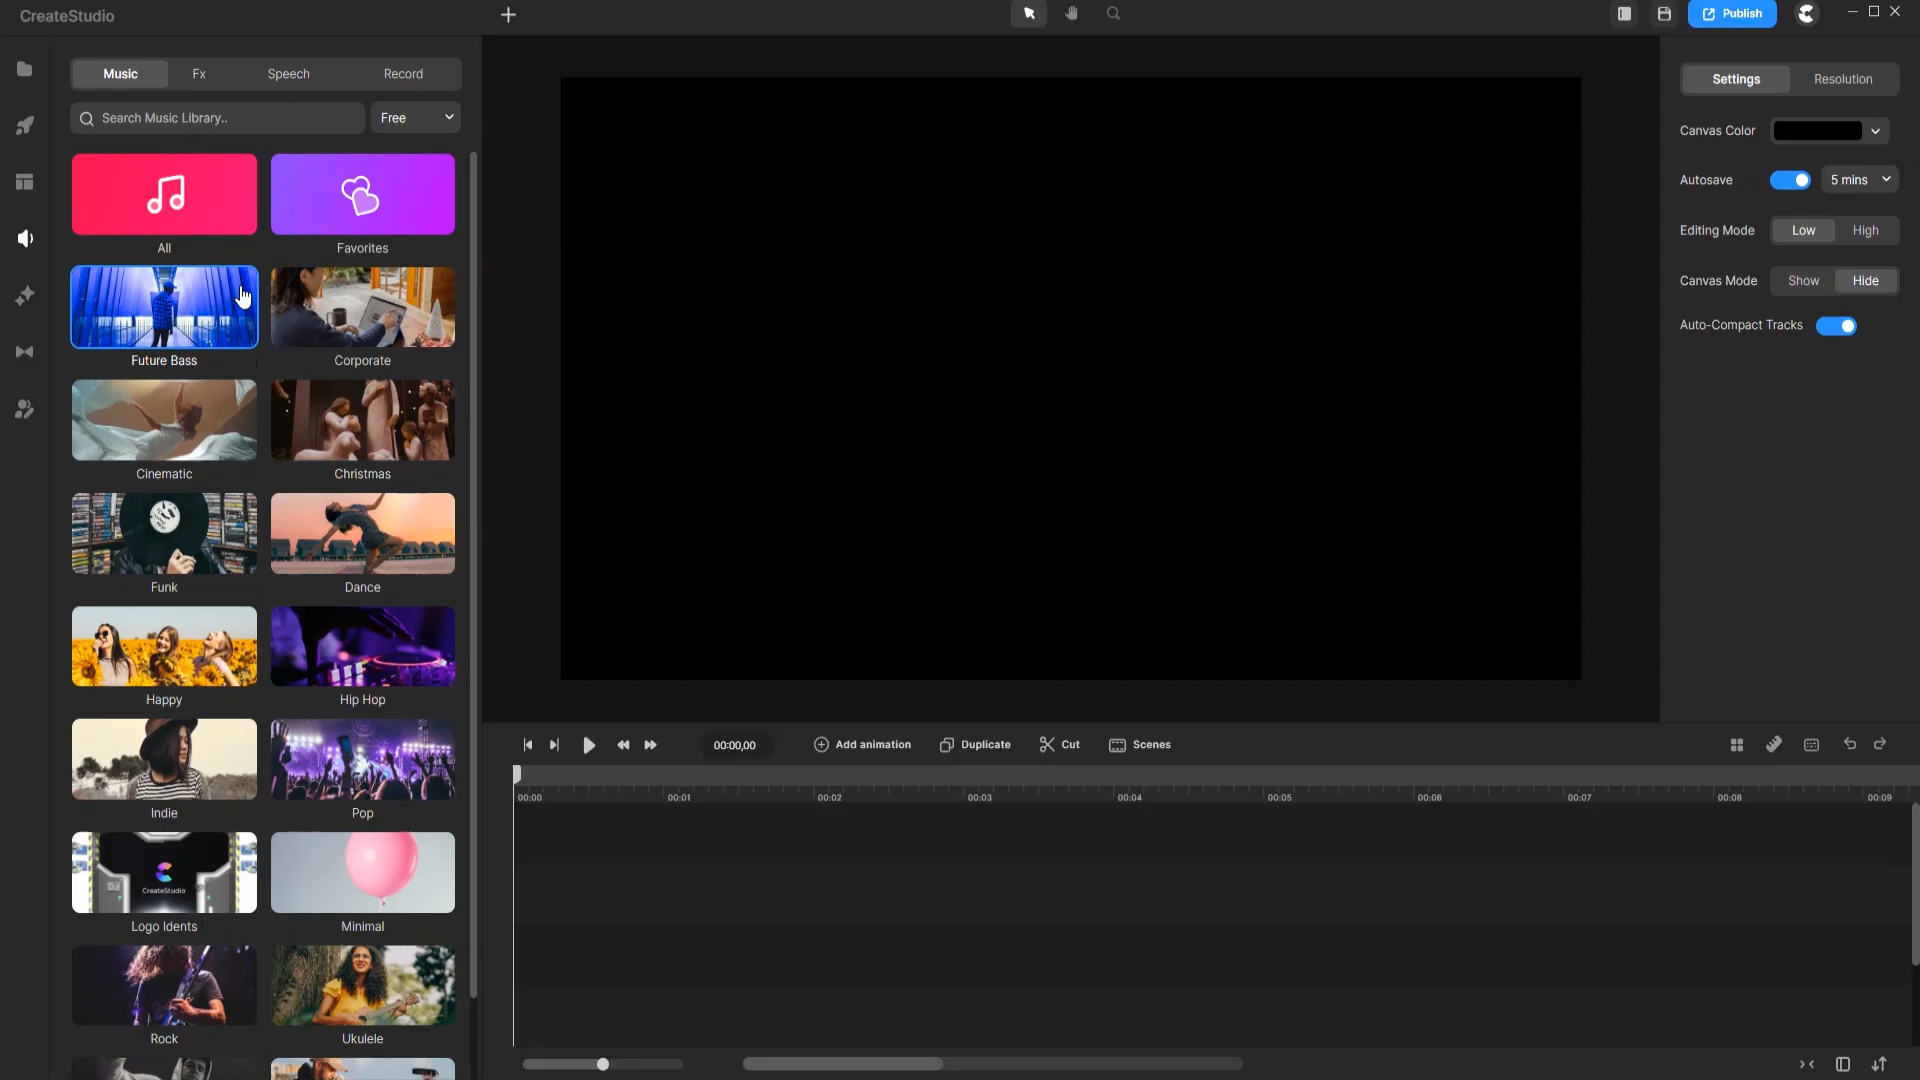 CreateStudio
Publish
Music
Fx
Speech
Record
Search Music Library..
Free
All
Favorites
Future Bass
Corporate
Cinematic
Christmas
Funk
Dance
Happy
Hip Hop
Indie
Pop
CreateStudio
Logo Idents
Minimal
Rock
Ukulele
Settings
Resolution
Canvas Color
Autosave
5 mins
Editing Mode
Low
High
Canvas Mode
Show
Hide
Auto-Compact Tracks
00:00,00
Add animation
Duplicate
Cut
Scenes
00:00
00:01
00:02
00:03
00:04
00:05
00:06
00:07
00:08
00:09